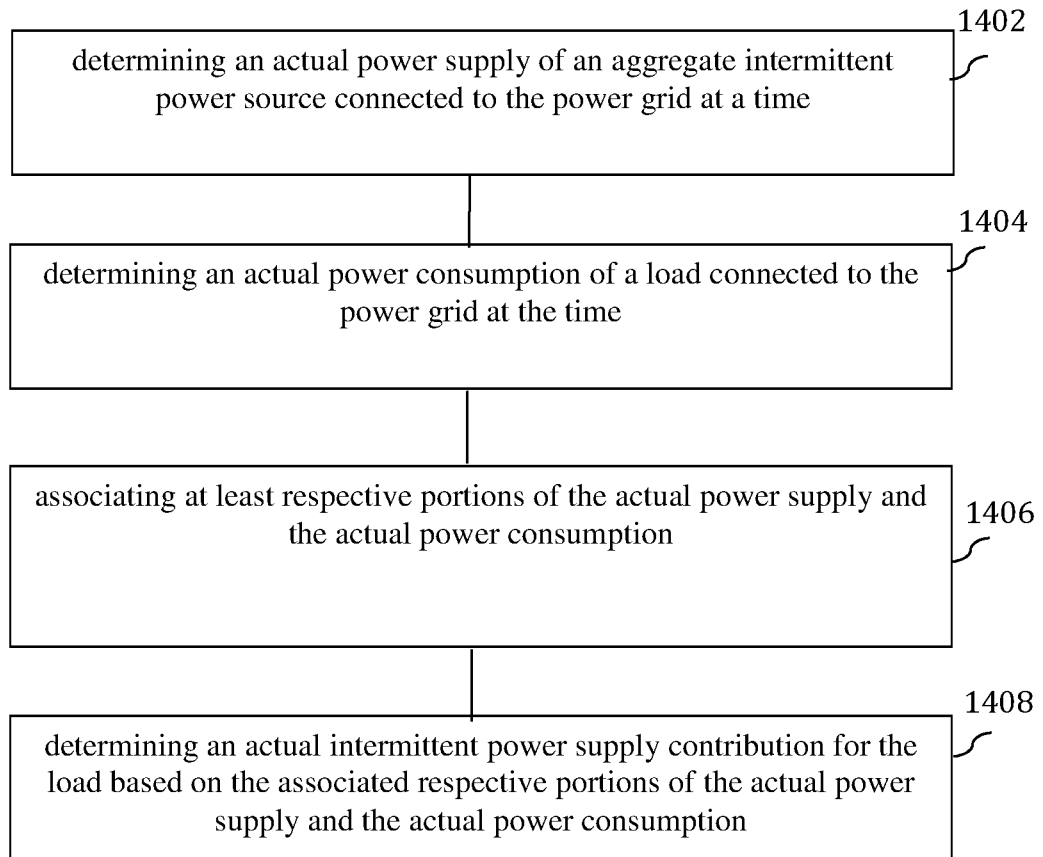 1402
determining an actual power supply of an aggregate intermittent
power source connected to the power grid at a time
1404
determining an actual power consumption of a load connected to the
power grid at the time
associating at least respective portions of the actual power supply and
the actual power consumption
1406
1408
determining an actual intermittent power supply contribution for the
load based on the associated respective portions of the actual power
supply and the actual power consumption